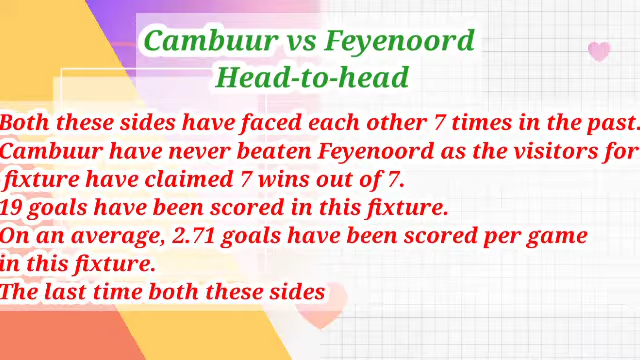 Cambuur vs Feyenoord
Head-to-head
Both these sides have faced each other 7 times in the past.
Cambuur have never beaten Feyenoord as the visitors for
fixture have claimed 7 wins out of 7.
19 goals have been scored in this fixture.
On an average, 2.71 goals have been scored per game
in this fixture.
The last time both these sides